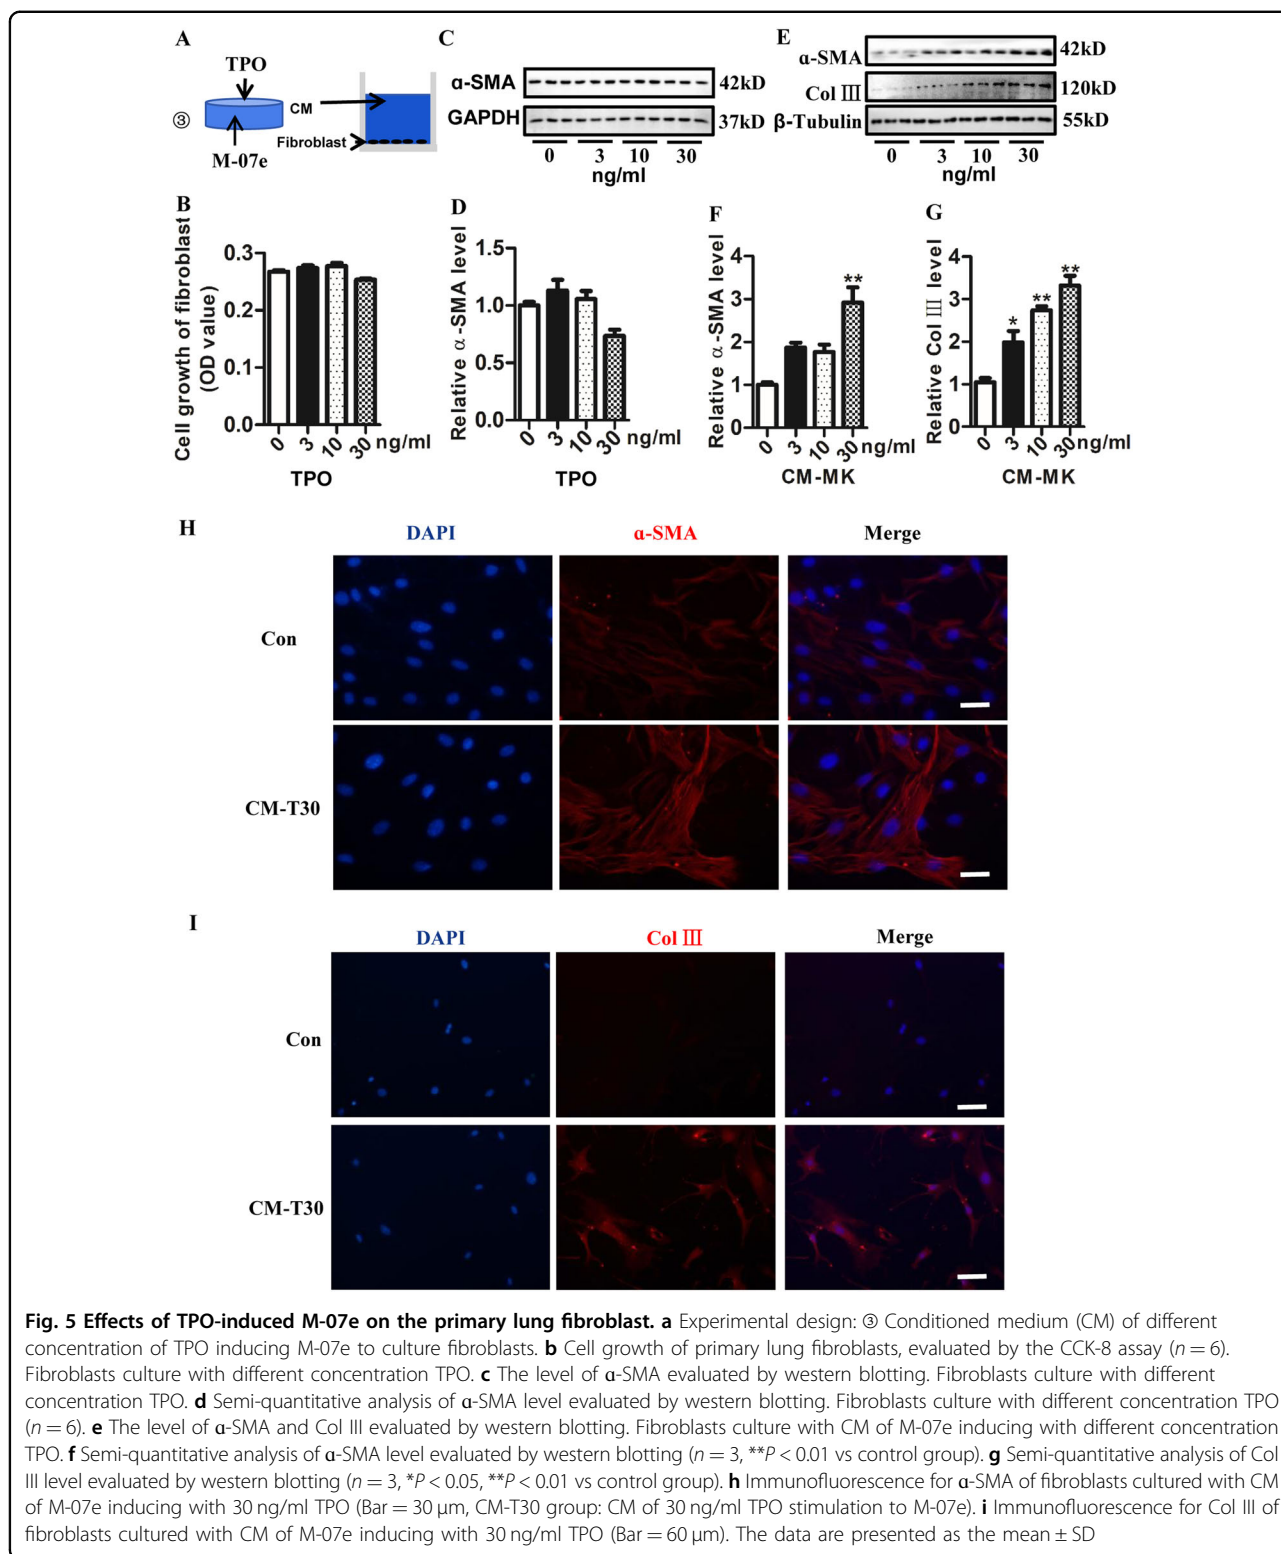 A
TPO
CM
③
Fibroblast
M-07e
C
α-SMA
42kD
GAPDH
37kD
0 3 10 30
ng/ml
E
α-SMA
42kD
Col Ⅲ
120kD
β-Tubulin
55kD
0 3 10 30
ng/ml
B
Cell growth of fibroblast
(OD value)
0.3
0.2
0.1
0.0
0 3 10 30 ng/ml
TPO
D
Relative α-SMA level
1.5
1.0
0.5
0.0
0 3 10 30 ng/ml
TPO
F
Relative α-SMA level
4
3
2
1
0
**
0 3 10 30 ng/ml
CM-MK
G
Relative Col Ⅲ level
4
3
2
1
0
* ** **
0 3 10 30 ng/ml
CM-MK
H
DAPI α-SMA Merge
Con
CM-T30
I
DAPI Col Ⅲ Merge
Con
CM-T30
Fig. 5 Effects of TPO-induced M-07e on the primary lung fibroblast. a Experimental design: ③ Conditioned medium (CM) of different
concentration of TPO inducing M-07e to culture fibroblasts. b Cell growth of primary lung fibroblasts, evaluated by the CCK-8 assay (n = 6).
Fibroblasts culture with different concentration TPO. c The level of α-SMA evaluated by western blotting. Fibroblasts culture with different
concentration TPO. d Semi-quantitative analysis of α-SMA level evaluated by western blotting. Fibroblasts culture with different concentration TPO
(n = 6). e The level of α-SMA and Col III evaluated by western blotting. Fibroblasts culture with CM of M-07e inducing with different concentration
TPO. f Semi-quantitative analysis of α-SMA level evaluated by western blotting (n = 3, **P < 0.01 vs control group). g Semi-quantitative analysis of Col
III level evaluated by western blotting (n = 3, *P < 0.05, **P < 0.01 vs control group). h Immunofluorescence for α-SMA of fibroblasts cultured with CM
of M-07e inducing with 30 ng/ml TPO (Bar = 30 μm, CM-T30 group: CM of 30 ng/ml TPO stimulation to M-07e). i Immunofluorescence for Col III of
fibroblasts cultured with CM of M-07e inducing with 30 ng/ml TPO (Bar = 60 μm). The data are presented as the mean ± SD